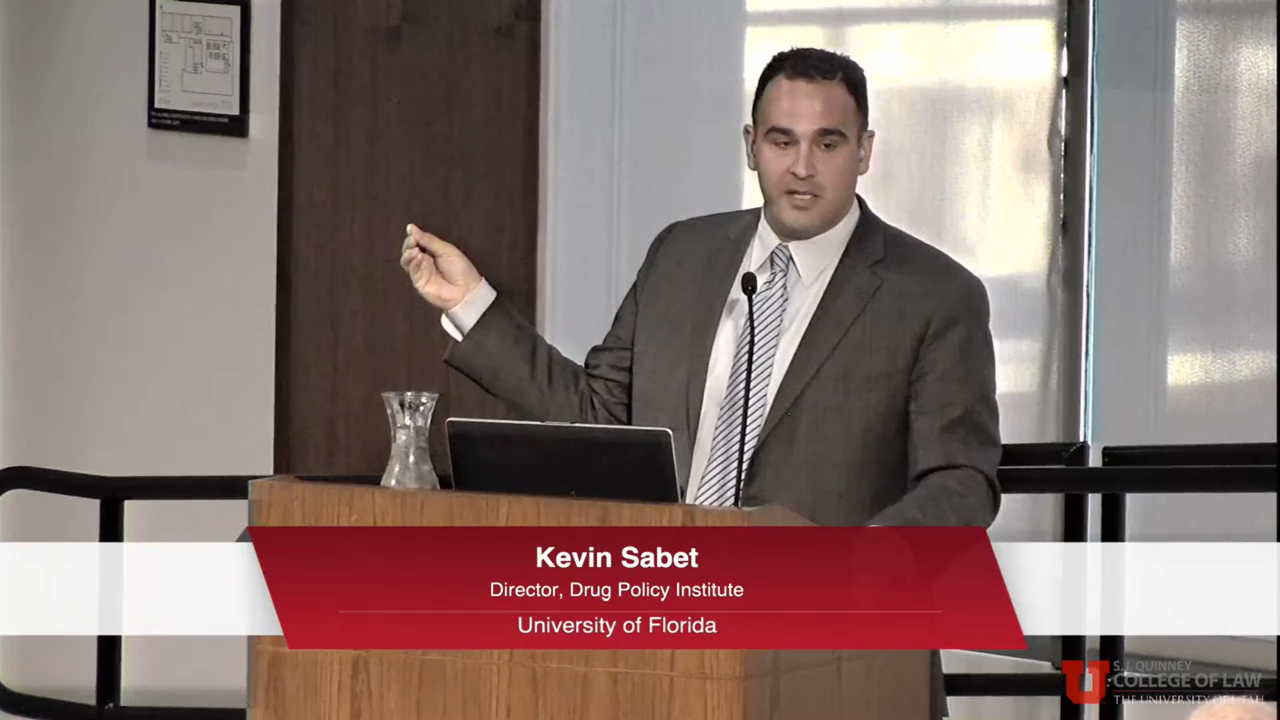 Kevin Sabet
Director, Drug Policy Institute
University of Florida
U
S.J. QUINNEY
COLLEGE OF LAW
THE UNIVERSITY OF UTAH